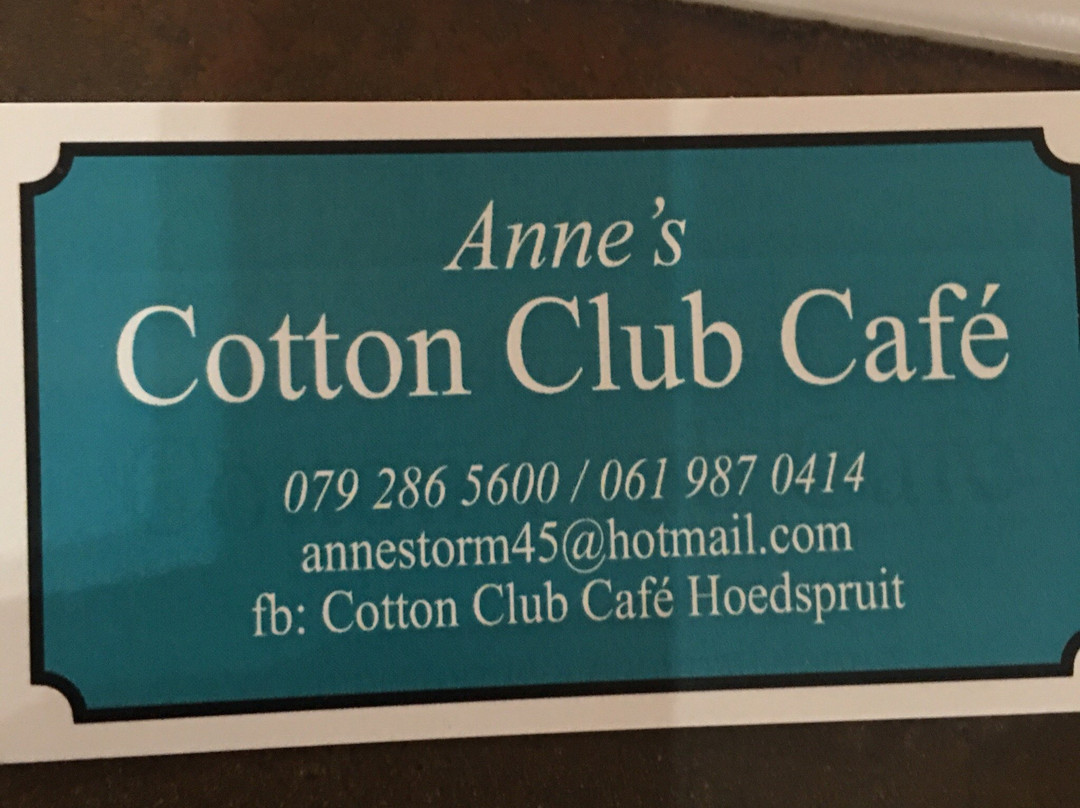 Anne's
Cotton Club Café
079 286 5600 / 061 987 0414
annestorm45@hotmail.com
fb: Cotton Club Café Hoedspruit